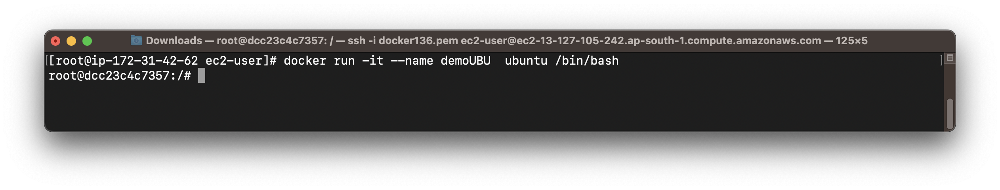 Downloads — root@dcc23c4c7357: / — ssh -i docker136.pem ec2-user@ec2-13-127-105-242.ap-south-1.compute.amazonaws.com — 125×5
[[root@ip-172-31-42-62 ec2-user]# docker run -it --name demoUBU  ubuntu /bin/bash ]
root@dcc23c4c7357:/#